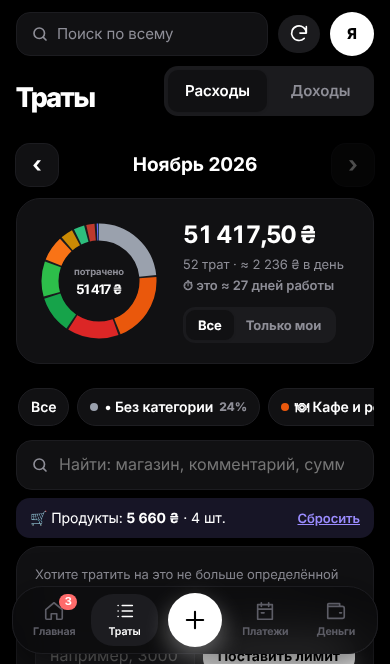 Поиск по всему
Я
Траты
Расходы
Доходы
Ноябрь 2026
потрачено
51 417 ₴
51 417,50 ₴
52 трат · ≈ 2 236 ₴ в день
⏱ это ≈ 27 дней работы
Все
Только мои
Все
• Без категории 24%
🍽 Кафе и р
Найти: магазин, комментарий, сумм
🛒 Продукты: 5 660 ₴ · 4 шт.
Сбросить
Хотите тратить на это не больше определённой
3
Главная
Траты
Платежи
Деньги
например, 3000
Поставить лимит